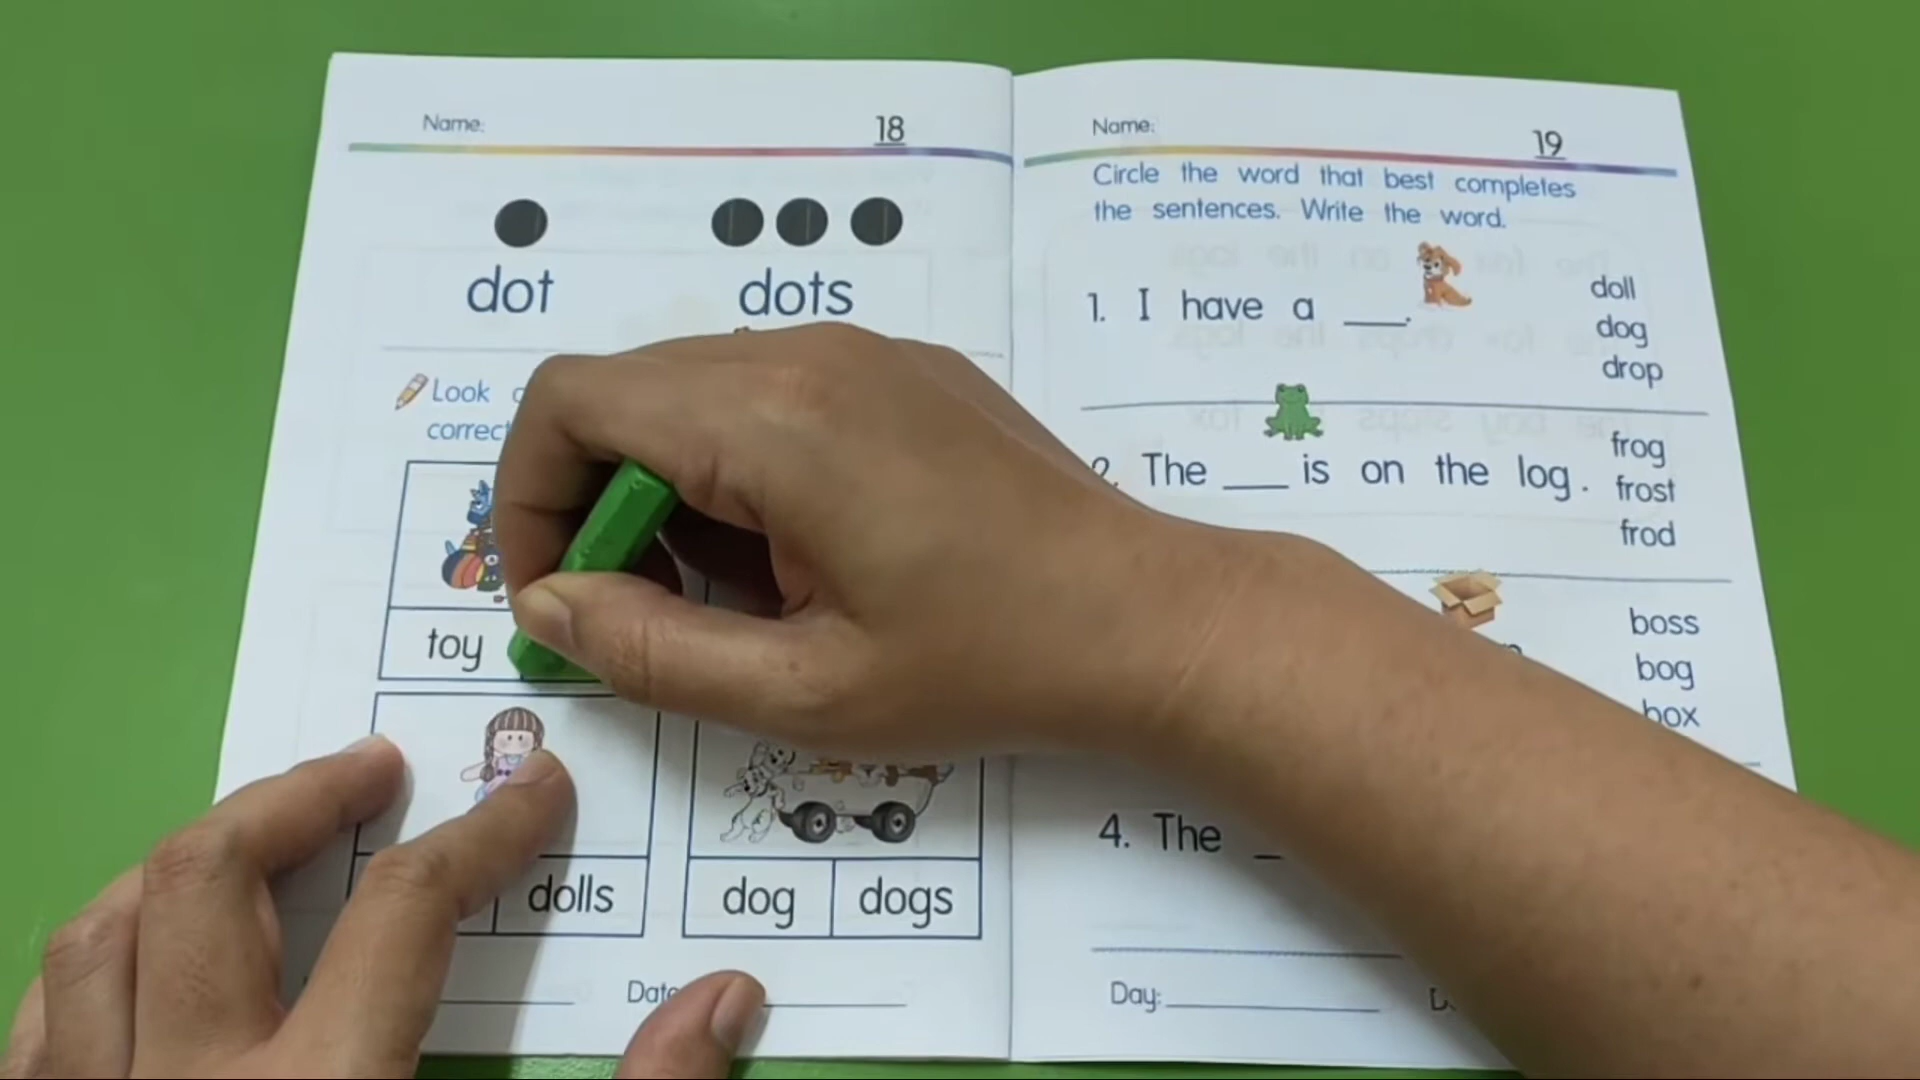 Name:
18
dot
dots
Look
correct
toy
dolls
dog
dogs
Date
Name:
19
Circle the word that best completes
the sentences. Write the word.
1. I have a ___.
doll
dog
drop
2. The ___ is on the log.
frog
frost
frod
boss
bog
box
4. The _
Day: